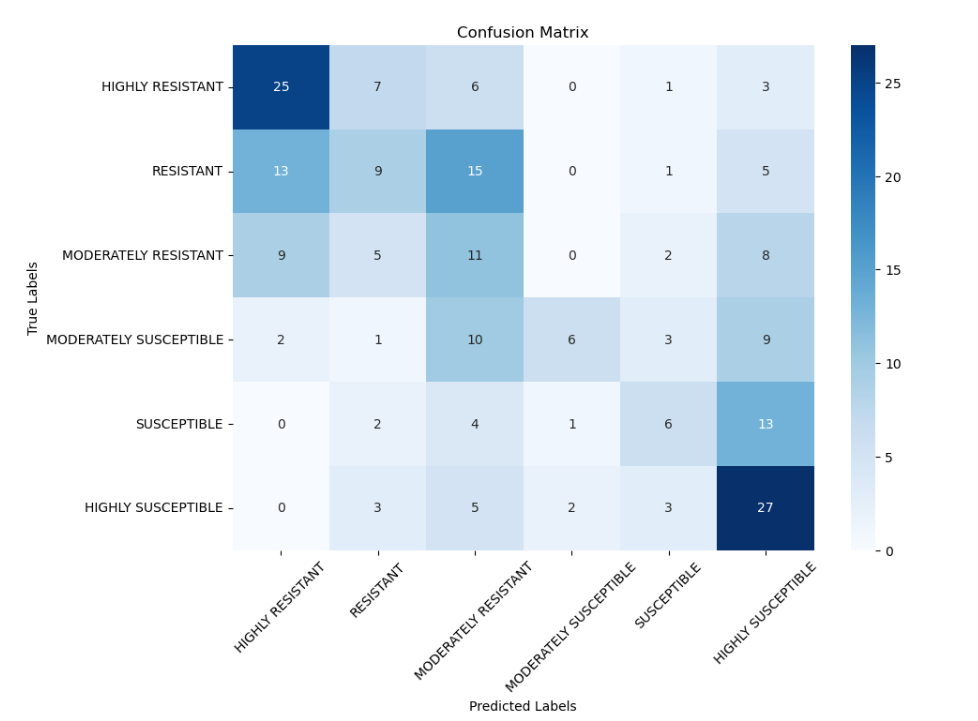 Confusion Matrix
HIGHLY RESISTANT 25 7 6 0 1 3
RESISTANT 13 9 15 0 1 5
MODERATELY RESISTANT 9 5 11 0 2 8
MODERATELY SUSCEPTIBLE 2 1 10 6 3 9
SUSCEPTIBLE 0 2 4 1 6 13
HIGHLY SUSCEPTIBLE 0 3 5 2 3 27
True Labels
HIGHLY RESISTANT
RESISTANT
MODERATELY RESISTANT
MODERATELY SUSCEPTIBLE
SUSCEPTIBLE
HIGHLY SUSCEPTIBLE
Predicted Labels
25
20
15
10
5
0